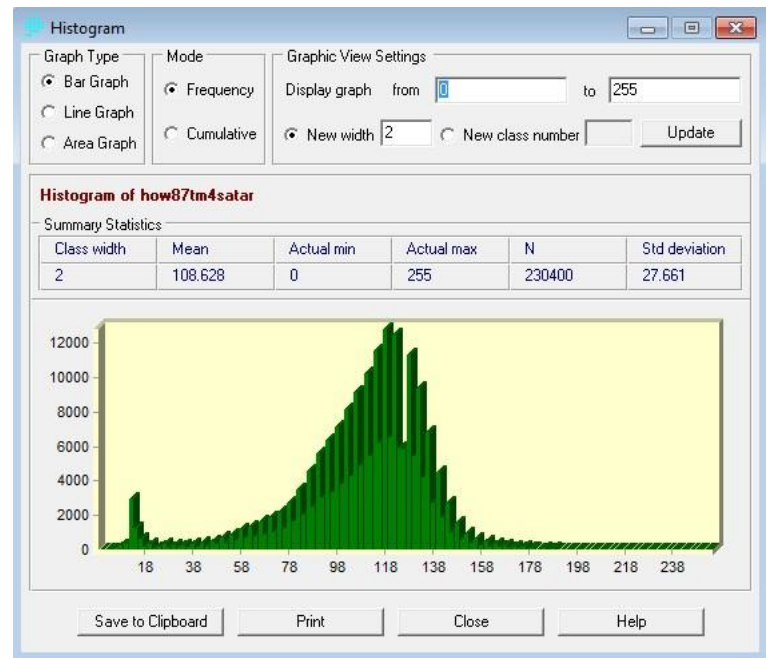 Histogram
Graph Type
Mode
Graphic View Settings
Bar Graph
Line Graph
Area Graph
Frequency
Cumulative
Display graph from 0 to 255
New width 2 New class number Update
Histogram of how87tm4satar
Summary Statistics
Class width Mean Actual min Actual max N Std deviation
2 108.628 0 255 230400 27.661
12000
10000
8000
6000
4000
2000
0
18 38 58 78 98 118 138 158 178 198 218 238
Save to Clipboard Print Close Help